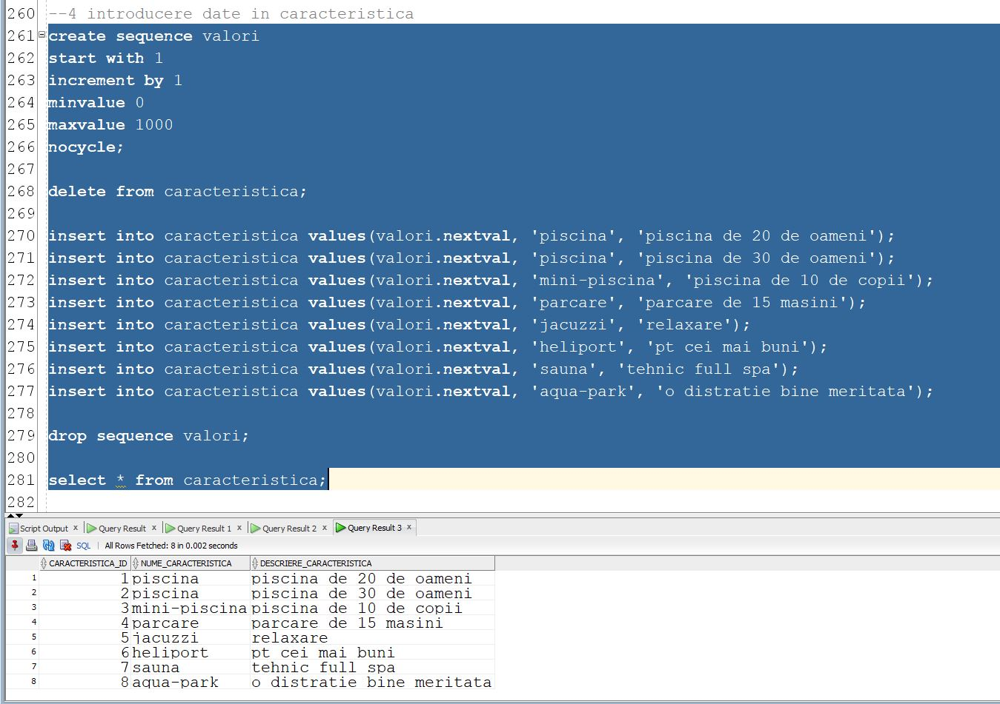 260 --4 introducere date in caracteristica
261 create sequence valori
262 start with 1
263 increment by 1
264 minvalue 0
265 maxvalue 1000
266 nocycle;
267
268 delete from caracteristica;
269
270 insert into caracteristica values(valori.nextval, 'piscina', 'piscina de 20 de oameni');
271 insert into caracteristica values(valori.nextval, 'piscina', 'piscina de 30 de oameni');
272 insert into caracteristica values(valori.nextval, 'mini-piscina', 'piscina de 10 de copii');
273 insert into caracteristica values(valori.nextval, 'parcare', 'parcare de 15 masini');
274 insert into caracteristica values(valori.nextval, 'jacuzzi', 'relaxare');
275 insert into caracteristica values(valori.nextval, 'heliport', 'pt cei mai buni');
276 insert into caracteristica values(valori.nextval, 'sauna', 'tehnic full spa');
277 insert into caracteristica values(valori.nextval, 'aqua-park', 'o distratie bine meritata');
278
279 drop sequence valori;
280
281 select * from caracteristica;
282
Script Output x Query Result x Query Result 1 x Query Result 2 x Query Result 3 x
SQL | All Rows Fetched: 8 in 0.002 seconds
CARACTERISTICA_ID NUME_CARACTERISTICA DESCRIERE_CARACTERISTICA
1 1 piscina piscina de 20 de oameni
2 2 piscina piscina de 30 de oameni
3 3 mini-piscina piscina de 10 de copii
4 4 parcare parcare de 15 masini
5 5 jacuzzi relaxare
6 6 heliport pt cei mai buni
7 7 sauna tehnic full spa
8 8 aqua-park o distratie bine meritata